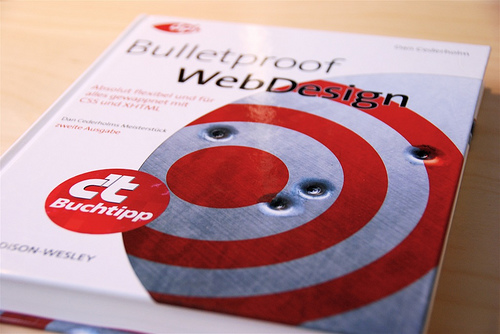 Dan Cederholm
Bulletproof
WebDesign
Absolut flexibel und für
alles gewappnet mit
CSS und XHTML
Dan Cederholms Meisterstück
zweite Ausgabe
c't
Buchtipp
DISON-WESLEY